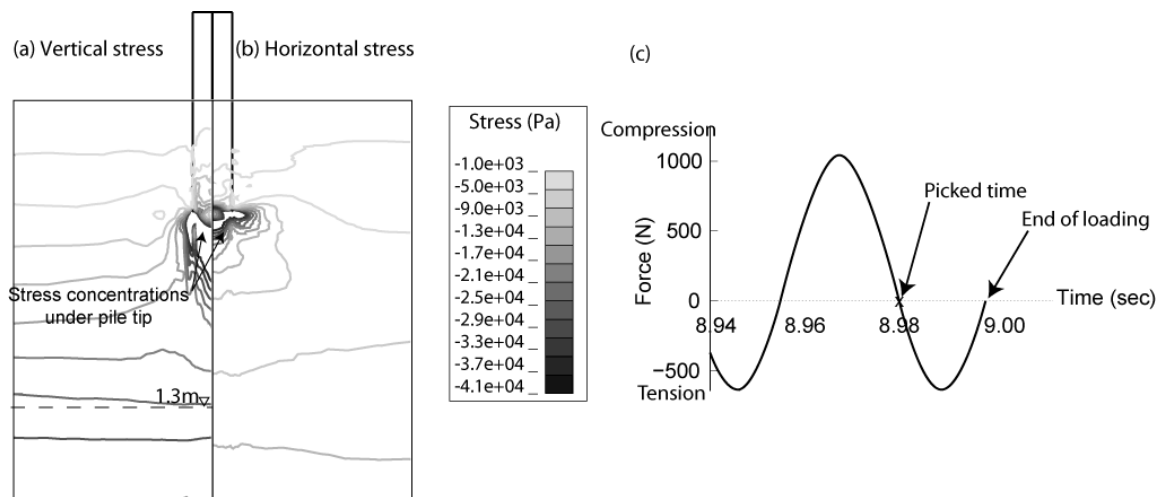 (a) Vertical stress
(b) Horizontal stress
Stress concentrations
under pile tip
1.3m
Stress (Pa)
-1.0e+03
-5.0e+03
-9.0e+03
-1.3e+04
-1.7e+04
-2.1e+04
-2.5e+04
-2.9e+04
-3.3e+04
-3.7e+04
-4.1e+04
(c)
Compression
1000
500
0
−500
Tension
Force (N)
Picked time
End of loading
Time (sec)
8.94
8.96
8.98
9.00